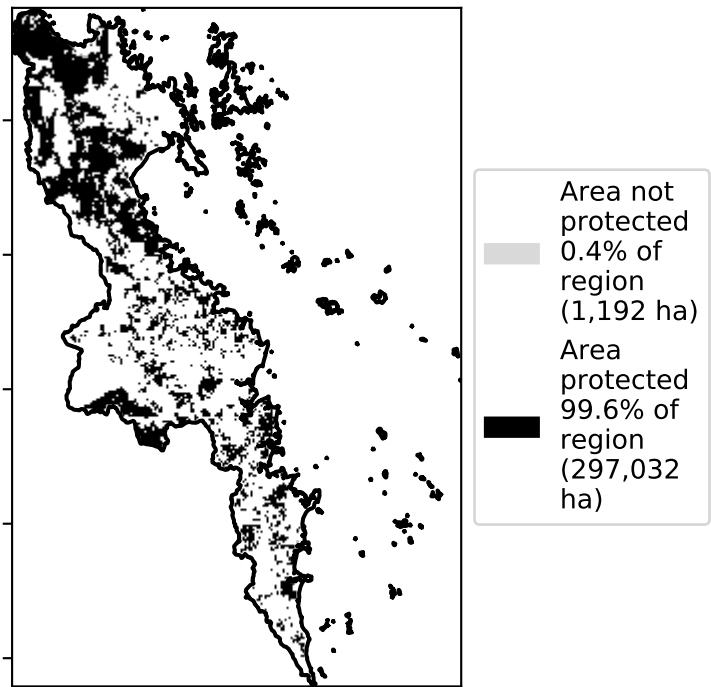 Area not
protected
0.4% of
region
(1,192 ha)
Area
protected
99.6% of
region
(297,032
ha)